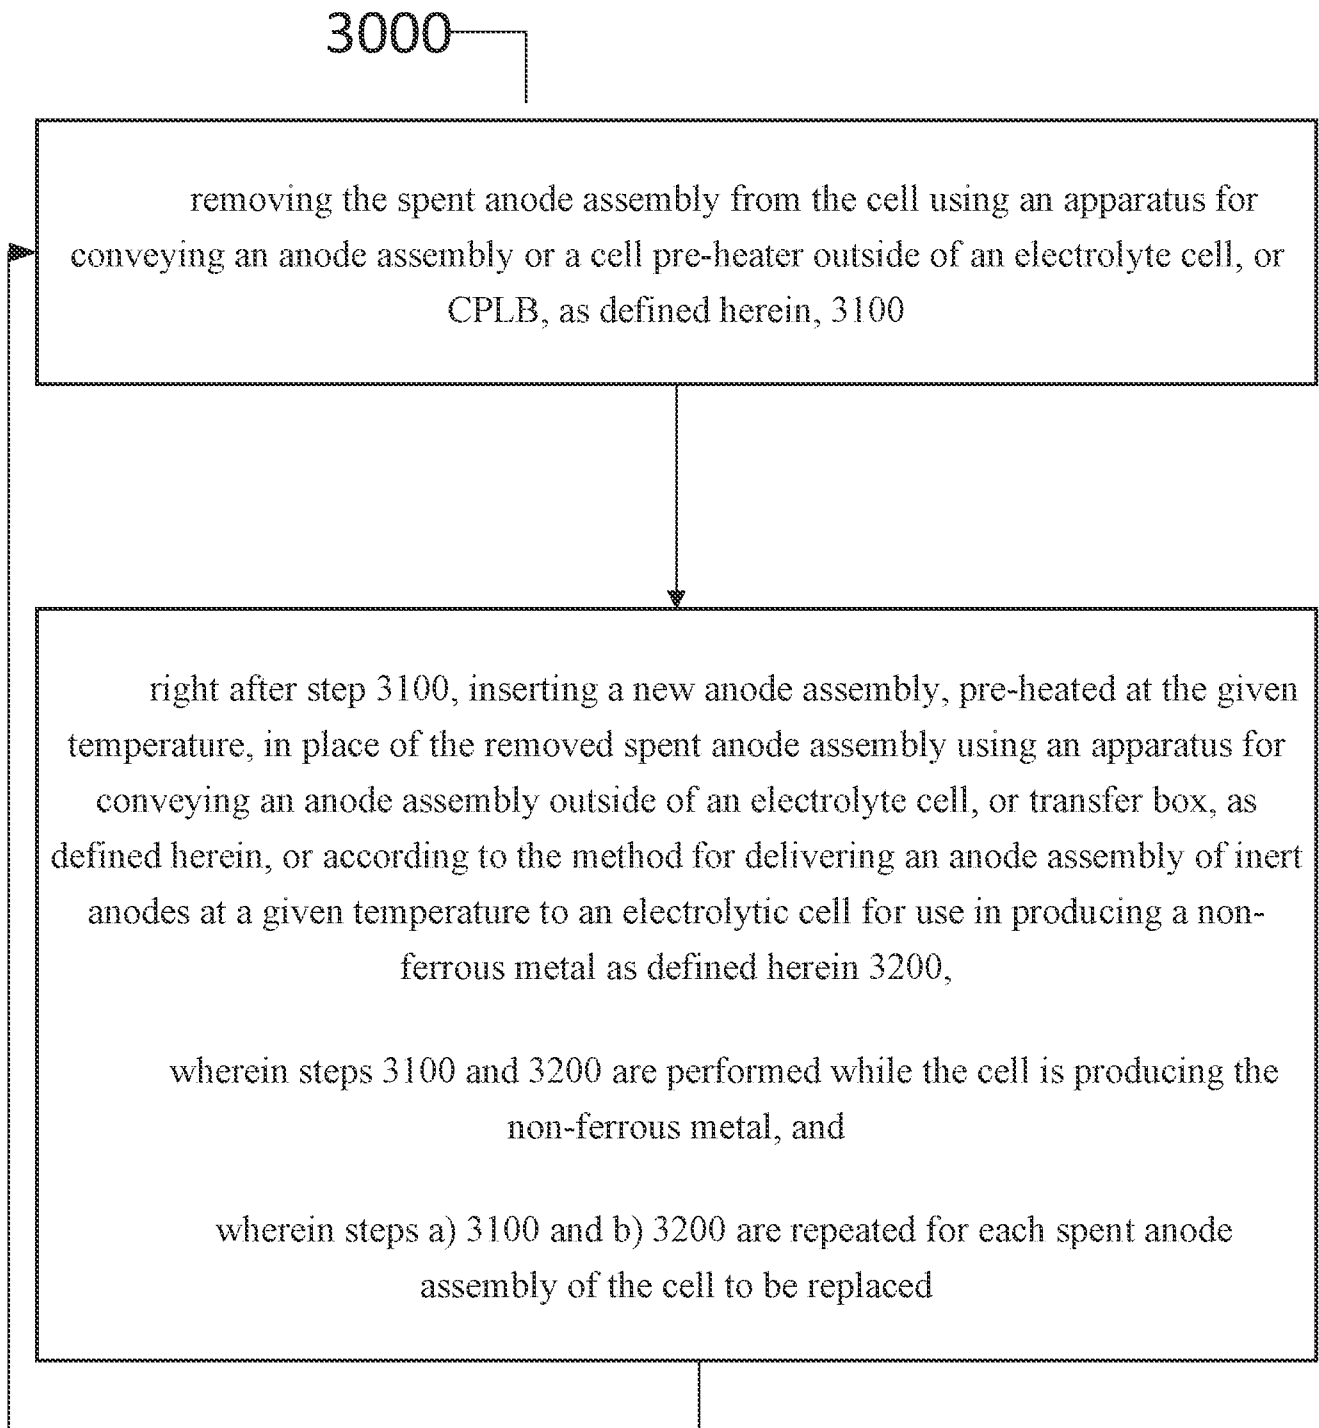 3000
removing the spent anode assembly from the cell using an apparatus for
conveying an anode assembly or a cell pre-heater outside of an electrolyte cell, or
CPLB, as defined herein, 3100
right after step 3100, inserting a new anode assembly, pre-heated at the given
temperature, in place of the removed spent anode assembly using an apparatus for
conveying an anode assembly outside of an electrolyte cell, or transfer box, as
defined herein, or according to the method for delivering an anode assembly of inert
anodes at a given temperature to an electrolytic cell for use in producing a non-
ferrous metal as defined herein 3200,
wherein steps 3100 and 3200 are performed while the cell is producing the
non-ferrous metal, and
wherein steps a) 3100 and b) 3200 are repeated for each spent anode
assembly of the cell to be replaced